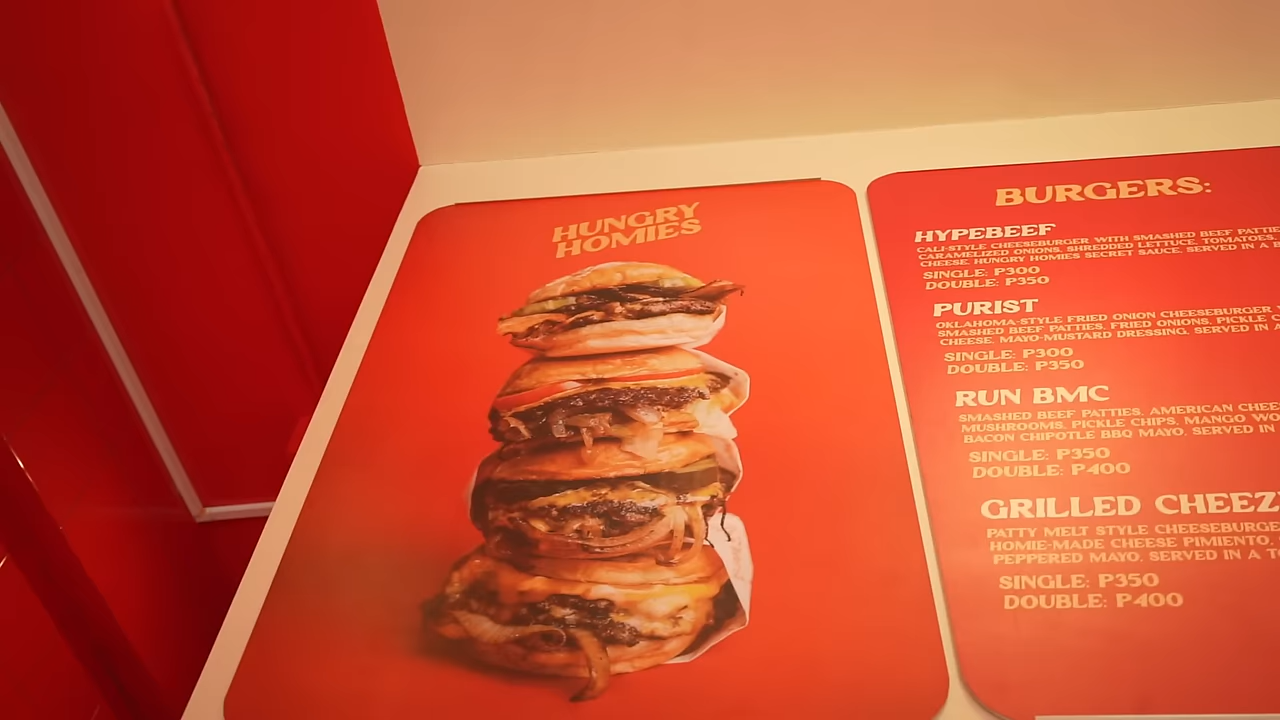 HUNGRY
HOMIES
BURGERS:
HYPEBEEF
CALI-STYLE CHEESEBURGER WITH SMASHED BEEF PATTIE
CARAMELIZED ONIONS, SHREDDED LETTUCE, TOMATOES,
CHEESE, HUNGRY HOMIES SECRET SAUCE, SERVED IN A
SINGLE: P300
DOUBLE: P350
PURIST
OKLAHOMA-STYLE FRIED ONION CHEESEBURGER
SMASHED BEEF PATTIES, FRIED ONIONS, PICKLE C
CHEESE, MAYO-MUSTARD DRESSING, SERVED IN A
SINGLE: P300
DOUBLE: P350
RUN BMC
SMASHED BEEF PATTIES, AMERICAN CHEE
MUSHROOMS, PICKLE CHIPS, MANGO WO
BACON CHIPOTLE BBQ MAYO, SERVED IN
SINGLE: P350
DOUBLE: P400
GRILLED CHEEZ
PATTY MELT STYLE CHEESEBURGE
HOMIE-MADE CHEESE PIMIENTO,
PEPPERED MAYO, SERVED IN A T
SINGLE: P350
DOUBLE: P400